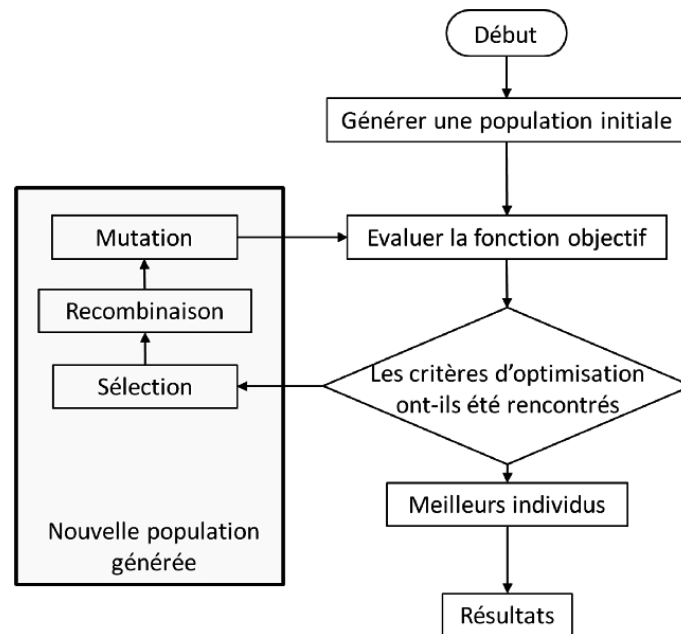 Début
Générer une population initiale
Evaluer la fonction objectif
Les critères d'optimisation
ont-ils été rencontrés
Mutation
Recombinaison
Sélection
Nouvelle population
générée
Meilleurs individus
Résultats